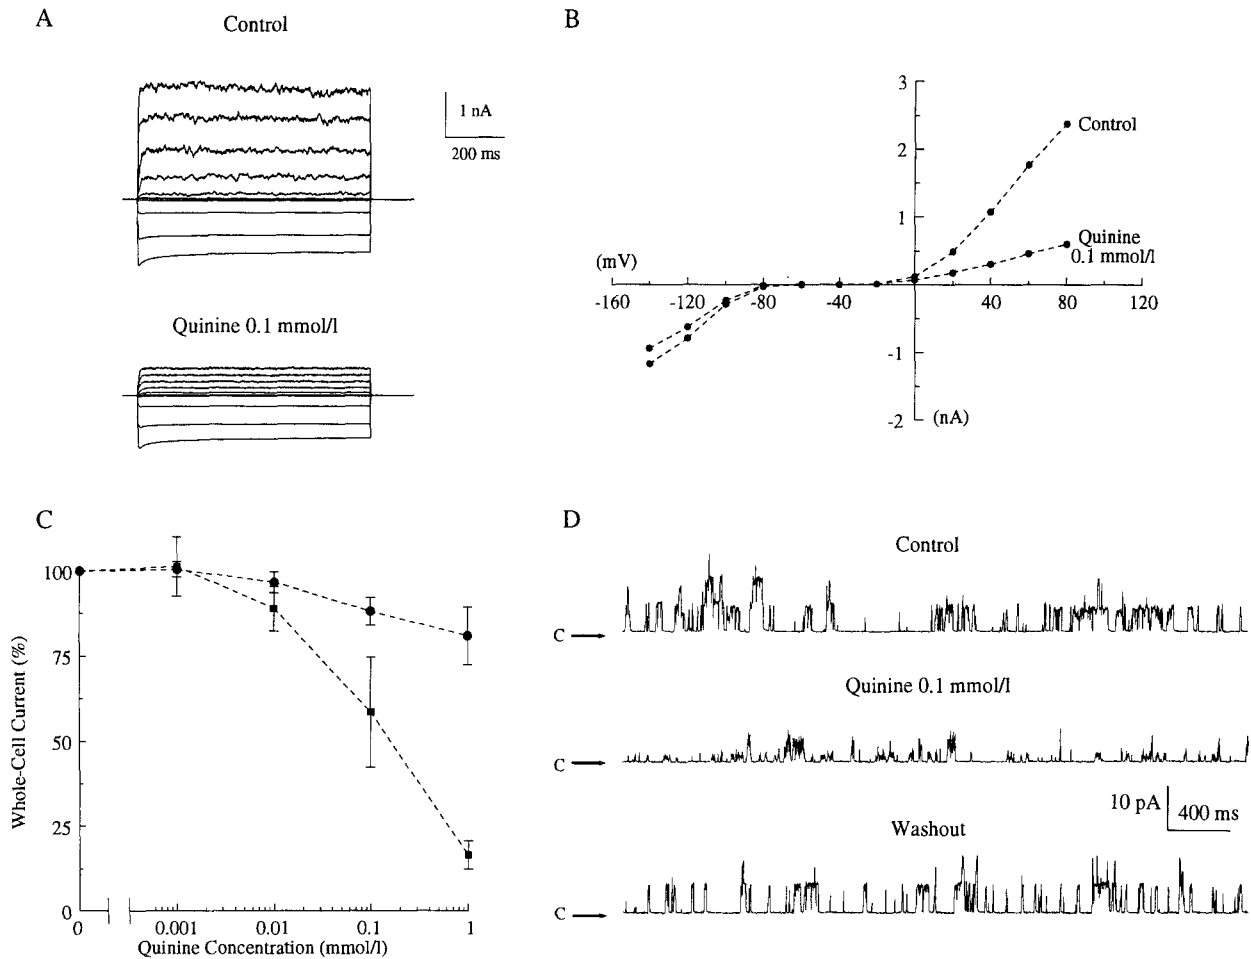 A
Control
1 nA
200 ms
Quinine 0.1 mmol/l
B
3
2
1
-1
-2
(nA)
(mV)
-160
-120
-80
-40
40
80
120
Control
Quinine
0.1 mmol/l
C
Whole-Cell Current (%)
100
75
50
25
0
0
0.001
0.01
0.1
1
Quinine Concentration (mmol/l)
D
Control
C
Quinine 0.1 mmol/l
C
10 pA
400 ms
Washout
C